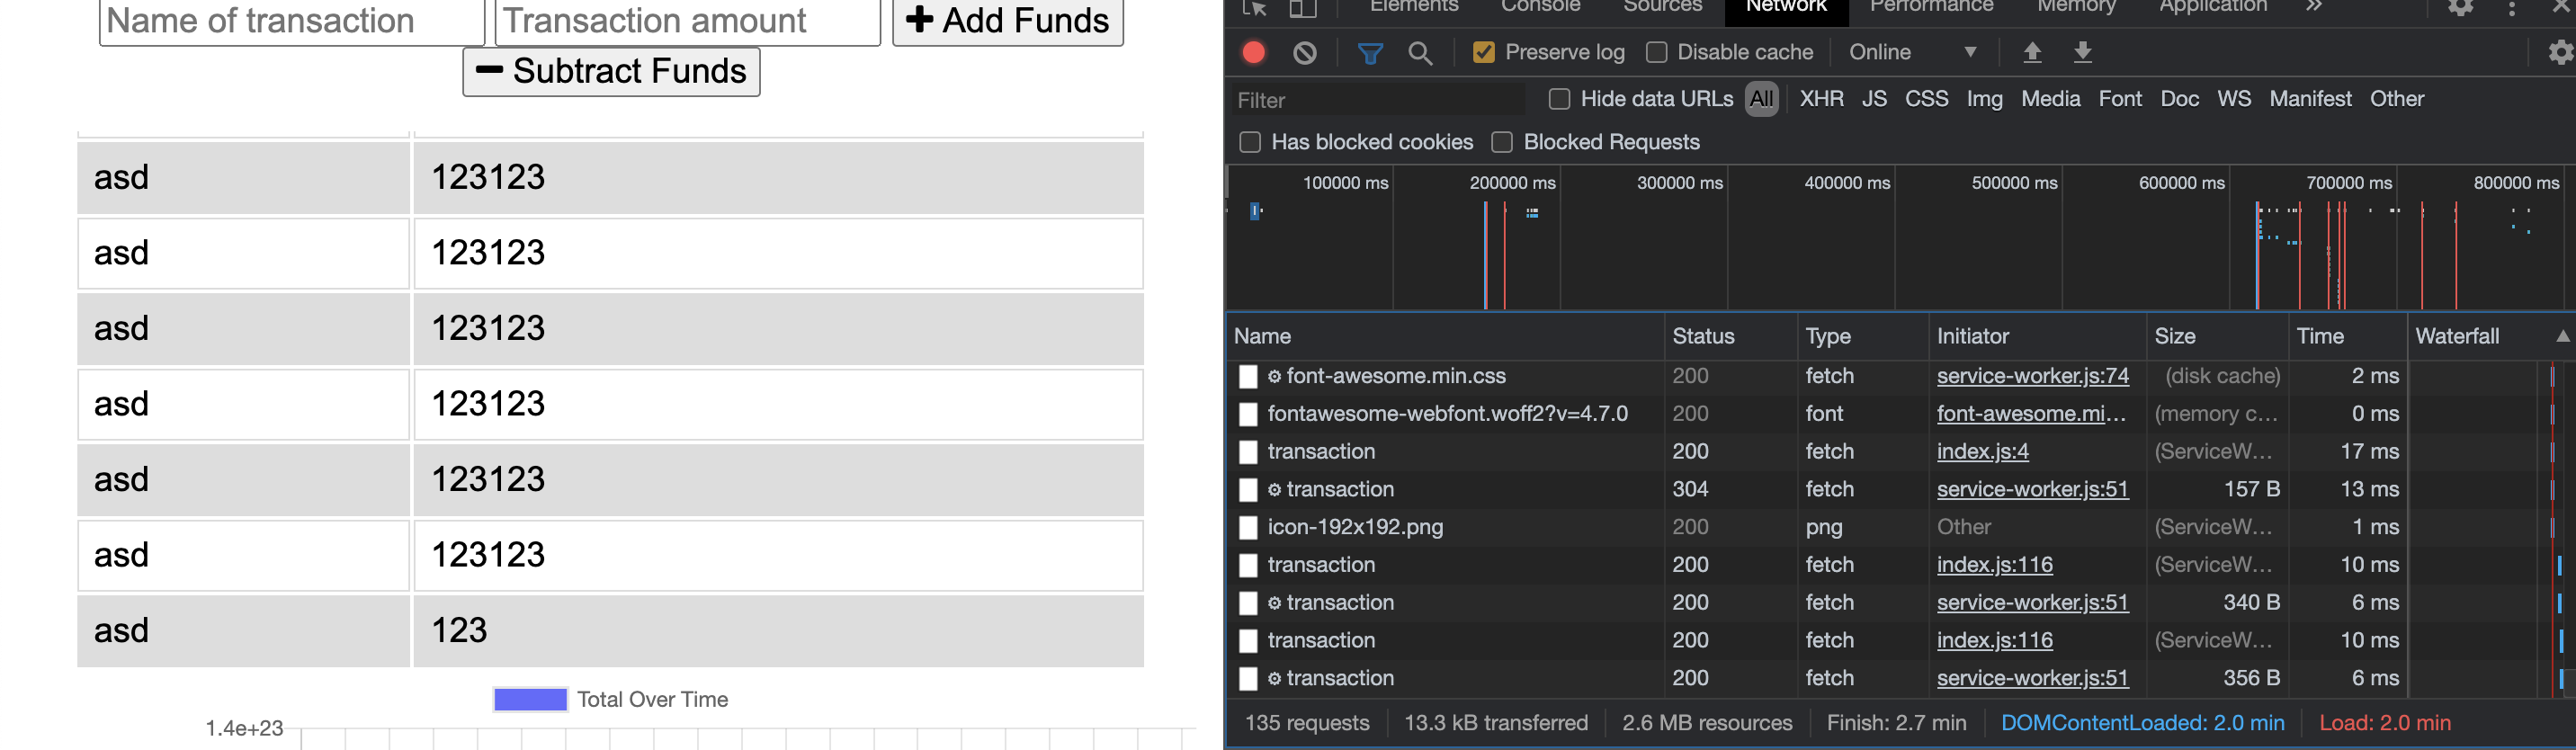 Name of transaction Transaction amount Add Funds
Subtract Funds
asd 123123
asd 123123
asd 123123
asd 123123
asd 123123
asd 123123
asd 123
Total Over Time
1.4e+23
Elements Console Sources Network Performance Memory Application »
Preserve log Disable cache Online
Filter Hide data URLs All XHR JS CSS Img Media Font Doc WS Manifest Other
Has blocked cookies Blocked Requests
100000 ms 200000 ms 300000 ms 400000 ms 500000 ms 600000 ms 700000 ms 800000 ms
Name Status Type Initiator Size Time Waterfall
font-awesome.min.css 200 fetch service-worker.js:74 (disk cache) 2 ms
fontawesome-webfont.woff2?v=4.7.0 200 font font-awesome.mi… (memory c… 0 ms
transaction 200 fetch index.js:4 (ServiceW… 17 ms
transaction 304 fetch service-worker.js:51 157 B 13 ms
icon-192x192.png 200 png Other (ServiceW… 1 ms
transaction 200 fetch index.js:116 (ServiceW… 10 ms
transaction 200 fetch service-worker.js:51 340 B 6 ms
transaction 200 fetch index.js:116 (ServiceW… 10 ms
transaction 200 fetch service-worker.js:51 356 B 6 ms
135 requests 13.3 kB transferred 2.6 MB resources Finish: 2.7 min DOMContentLoaded: 2.0 min Load: 2.0 min